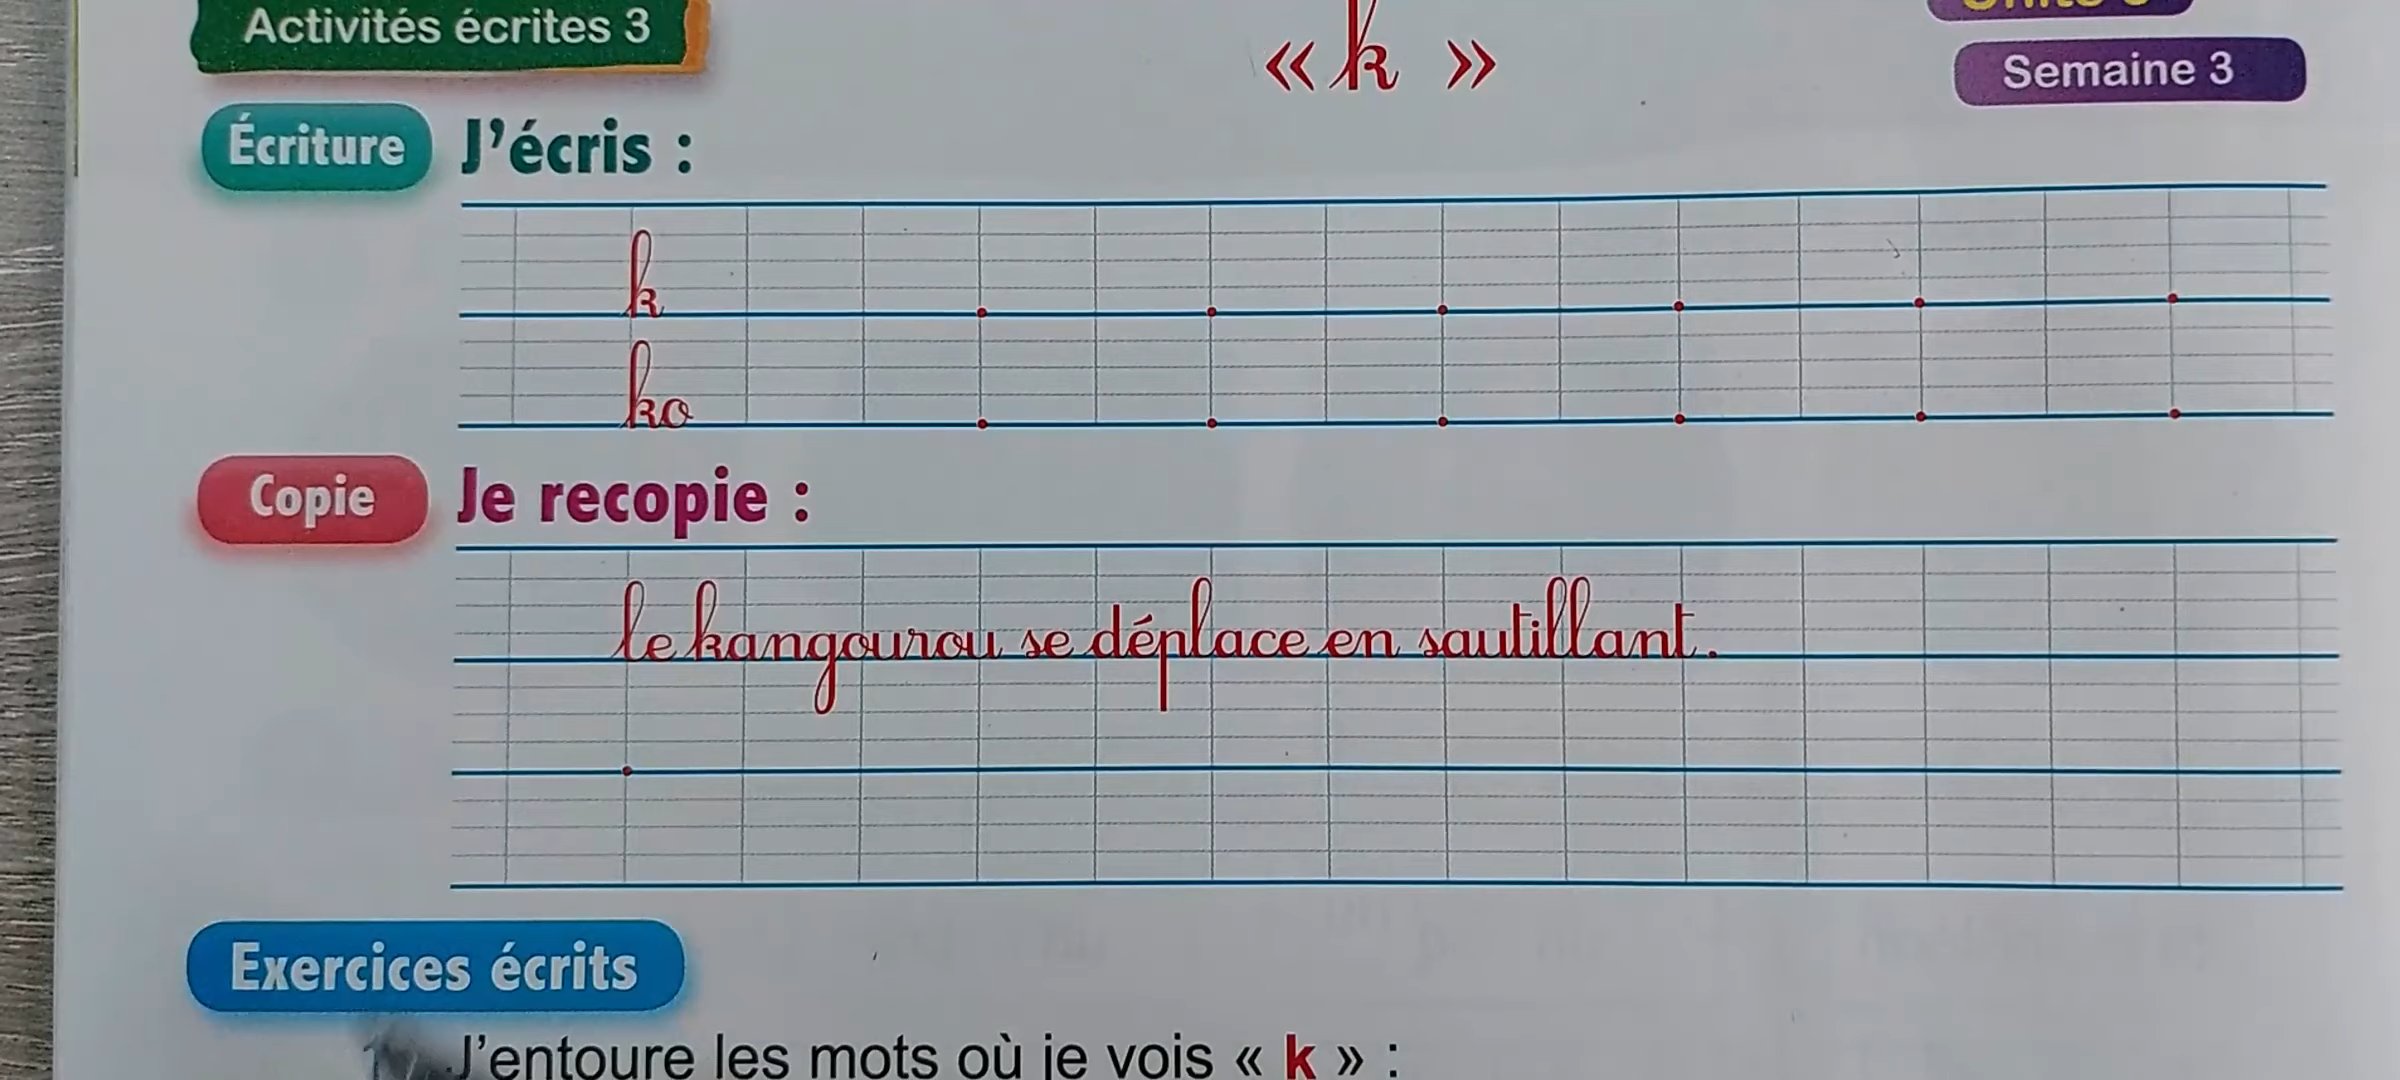 Activités écrites 3
« k »
Semaine 3
Écriture J'écris :
k
ko
Copie Je recopie :
le kangourou se déplace en sautillant.
Exercices écrits
J'entoure les mots où je vois « k » :